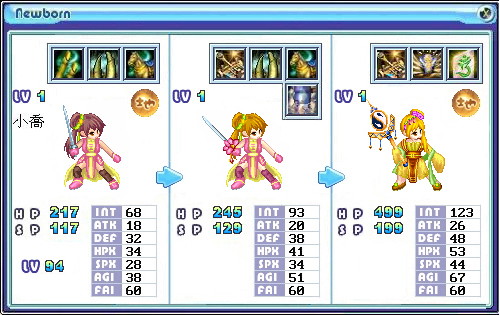 Newborn
LV 1
小喬
HP 217
SP 117
LV 94
INT 68
ATK 18
DEF 32
HPX 34
SPX 28
AGI 38
FAI 60
LV 1
HP 245
SP 129
INT 93
ATK 20
DEF 38
HPX 41
SPX 34
AGI 51
FAI 60
LV 1
HP 499
SP 199
INT 123
ATK 26
DEF 48
HPX 53
SPX 44
AGI 67
FAI 60